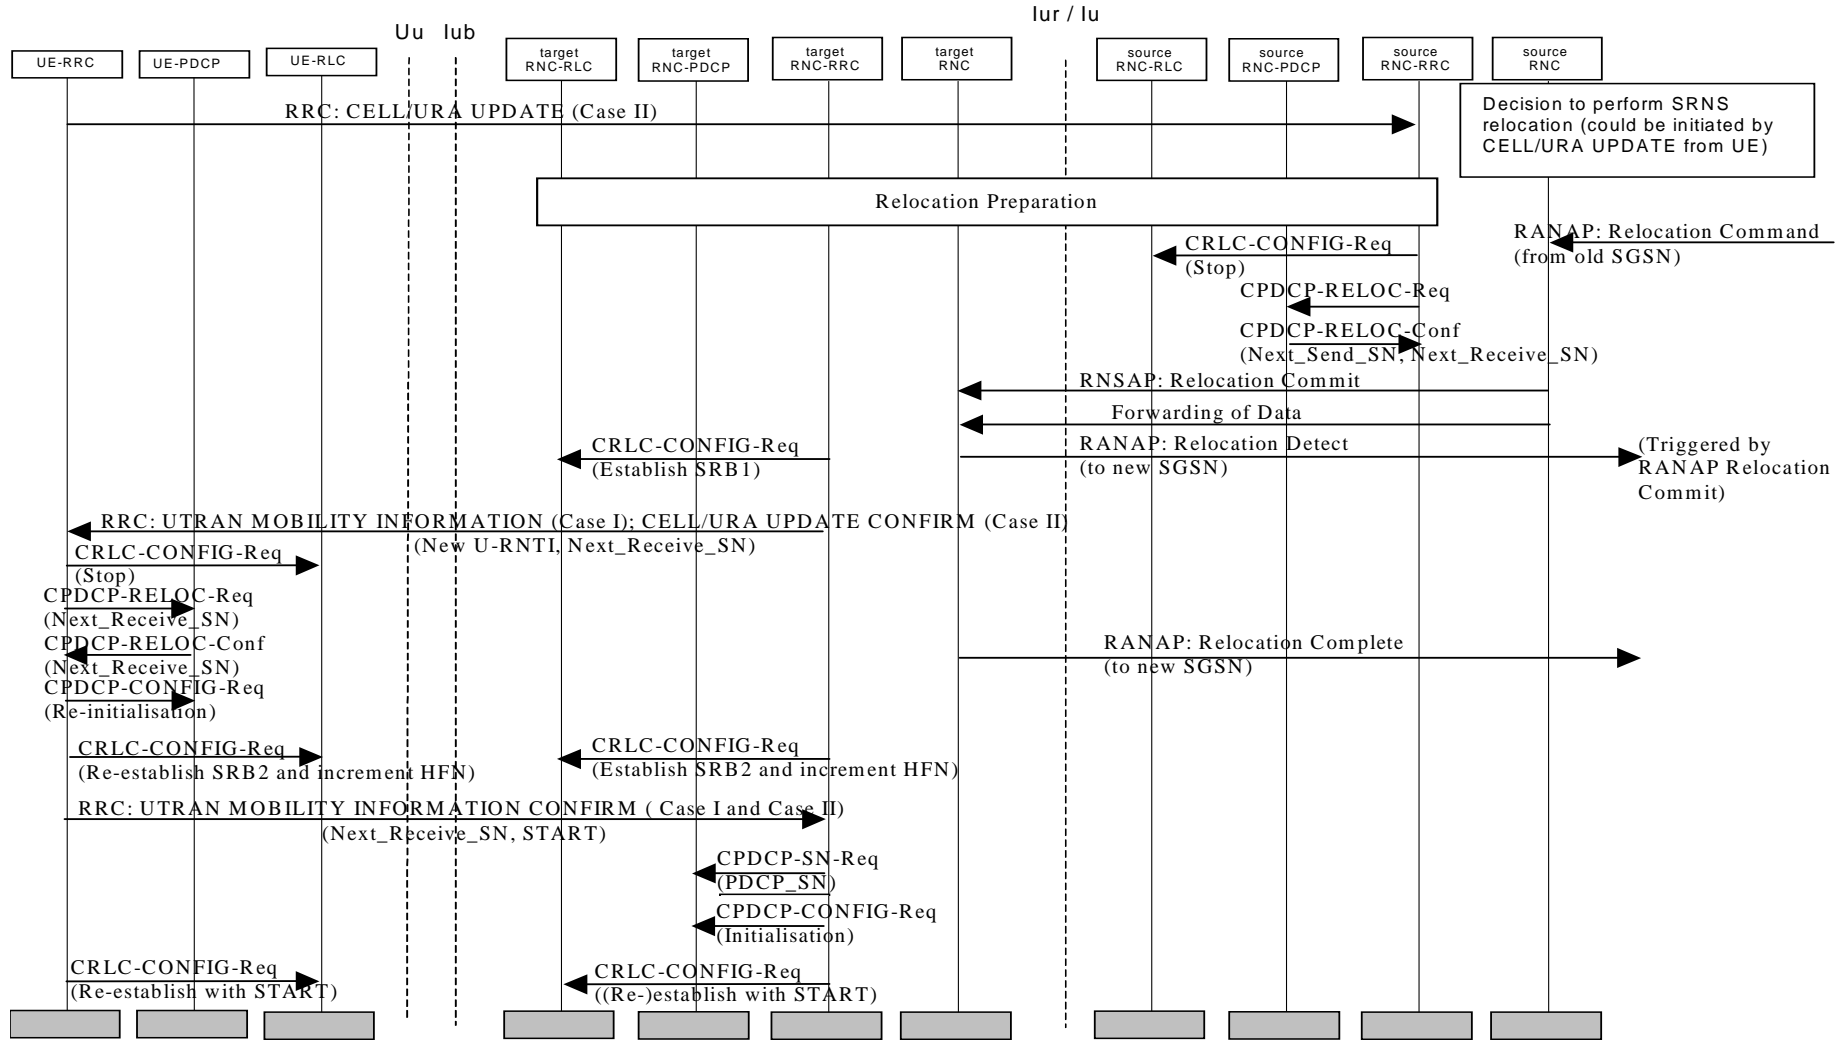 Iur / Iu
Uu Iub
UE-RRC
UE-PDCP
UE-RLC
target
RNC-RLC
target
RNC-PDCP
target
RNC-RRC
target
RNC
source
RNC-RLC
source
RNC-PDCP
source
RNC-RRC
source
RNC
RRC: CELL/URA UPDATE (Case II)
Decision to perform SRNS
relocation (could be initiated by
CELL/URA UPDATE from UE)
Relocation Preparation
RANAP: Relocation Command
(from old SGSN)
CRLC-CONFIG-Req
(Stop)
CPDCP-RELOC-Req
CPDCP-RELOC-Conf
(Next_Send_SN, Next_Receive_SN)
RNSAP: Relocation Commit
Forwarding of Data
CRLC-CONFIG-Req
(Establish SRB1)
RANAP: Relocation Detect
(to new SGSN)
(Triggered by
RANAP Relocation
Commit)
RRC: UTRAN MOBILITY INFORMATION (Case I); CELL/URA UPDATE CONFIRM (Case II)
(New U-RNTI, Next_Receive_SN)
CRLC-CONFIG-Req
(Stop)
CPDCP-RELOC-Req
(Next_Receive_SN)
CPDCP-RELOC-Conf
(Next_Receive_SN)
RANAP: Relocation Complete
(to new SGSN)
CPDCP-CONFIG-Req
(Re-initialisation)
CRLC-CONFIG-Req
(Re-establish SRB2 and increment HFN)
CRLC-CONFIG-Req
(Establish SRB2 and increment HFN)
RRC: UTRAN MOBILITY INFORMATION CONFIRM ( Case I and Case II)
(Next_Receive_SN, START)
CPDCP-SN-Req
(PDCP_SN)
CPDCP-CONFIG-Req
(Initialisation)
CRLC-CONFIG-Req
(Re-establish with START)
CRLC-CONFIG-Req
((Re-)establish with START)